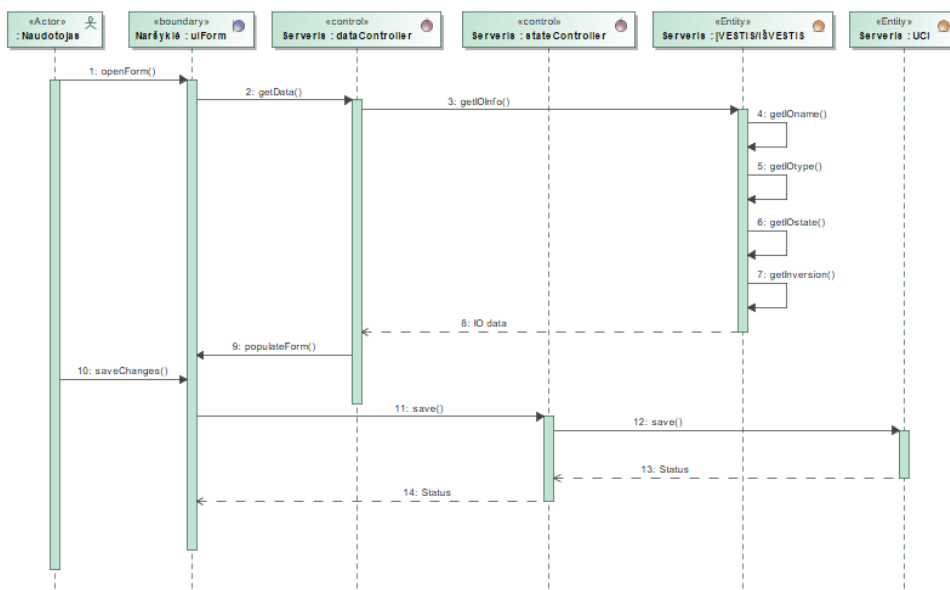 «Actor»
: Naudotojas
«boundary»
Naršyklė : uiForm
«control»
Serveris : dataController
«control»
Serveris : stateController
«Entity»
Serveris : ĮVESTIS/IŠVESTIS
«Entity»
Serveris : UCI
1: openForm()
2: getData()
3: getIOInfo()
4: getIOname()
5: getIOtype()
6: getIOstate()
7: getInversion()
8: IO data
9: populateForm()
10: saveChanges()
11: save()
12: save()
13: Status
14: Status